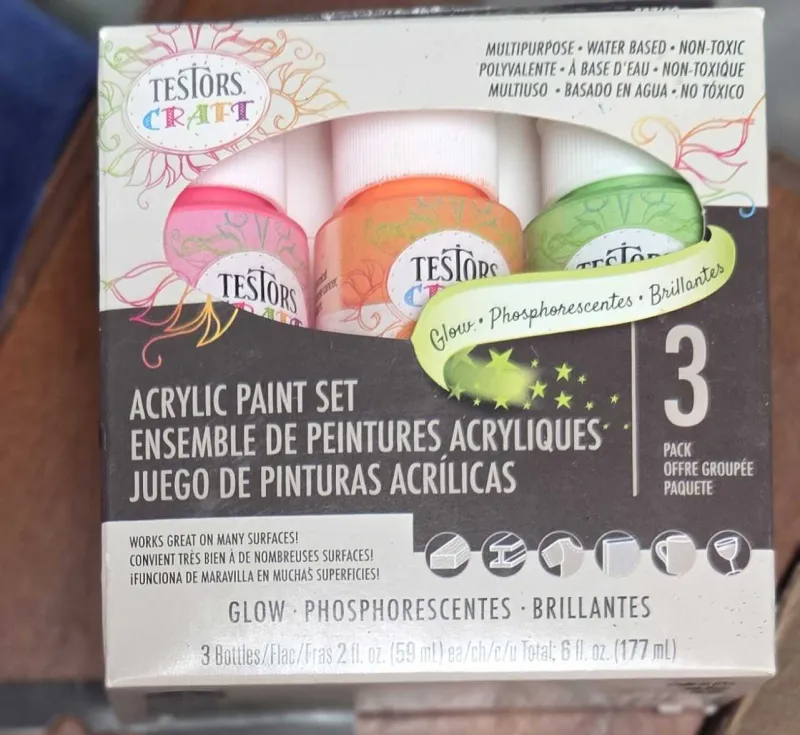 TESTORS
CRAFT
MULTIPURPOSE • WATER BASED • NON-TOXIC
POLYVALENTE • À BASE D'EAU • NON-TOXIQUE
MULTIUSO • BASADO EN AGUA • NO TÓXICO
TESTORS
CRAFT
TESTORS
TESTORS
Glow • Phosphorescentes • Brillantes
ACRYLIC PAINT SET
ENSEMBLE DE PEINTURES ACRYLIQUES
JUEGO DE PINTURAS ACRÍLICAS
3
PACK
OFFRE GROUPÉE
PAQUETE
WORKS GREAT ON MANY SURFACES!
CONVIENT TRÈS BIEN À DE NOMBREUSES SURFACES!
¡FUNCIONA DE MARAVILLA EN MUCHAS SUPERFICIES!
GLOW · PHOSPHORESCENTES · BRILLANTES
3 Bottles/Flac/Fras 2 fl. oz. (59 mL) ea/ch/c/u Total; 6 fl. oz. (177 mL)